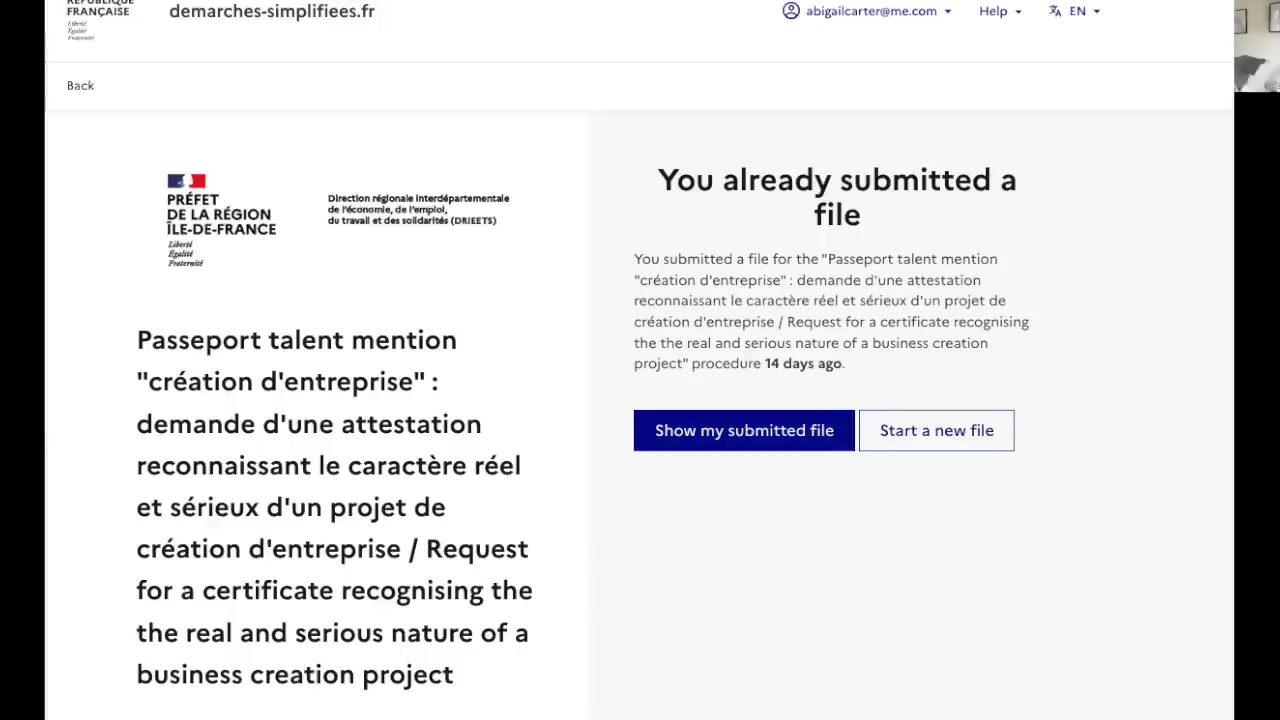 RÉPUBLIQUE
FRANÇAISE
Liberté
Égalité
Fraternité
demarches-simplifiees.fr
abigailcarter@me.com
Help
EN
Back
PRÉFET
DE LA RÉGION
ÎLE-DE-FRANCE
Liberté
Égalité
Fraternité
Direction régionale interdépartementale
de l'économie, de l'emploi,
du travail et des solidarités (DRIEETS)
Passeport talent mention
"création d'entreprise" :
demande d'une attestation
reconnaissant le caractère réel
et sérieux d'un projet de
création d'entreprise / Request
for a certificate recognising the
the real and serious nature of a
business creation project
You already submitted a
file
You submitted a file for the "Passeport talent mention
"création d'entreprise" : demande d'une attestation
reconnaissant le caractère réel et sérieux d'un projet de
création d'entreprise / Request for a certificate recognising
the the real and serious nature of a business creation
project" procedure 14 days ago.
Show my submitted file
Start a new file